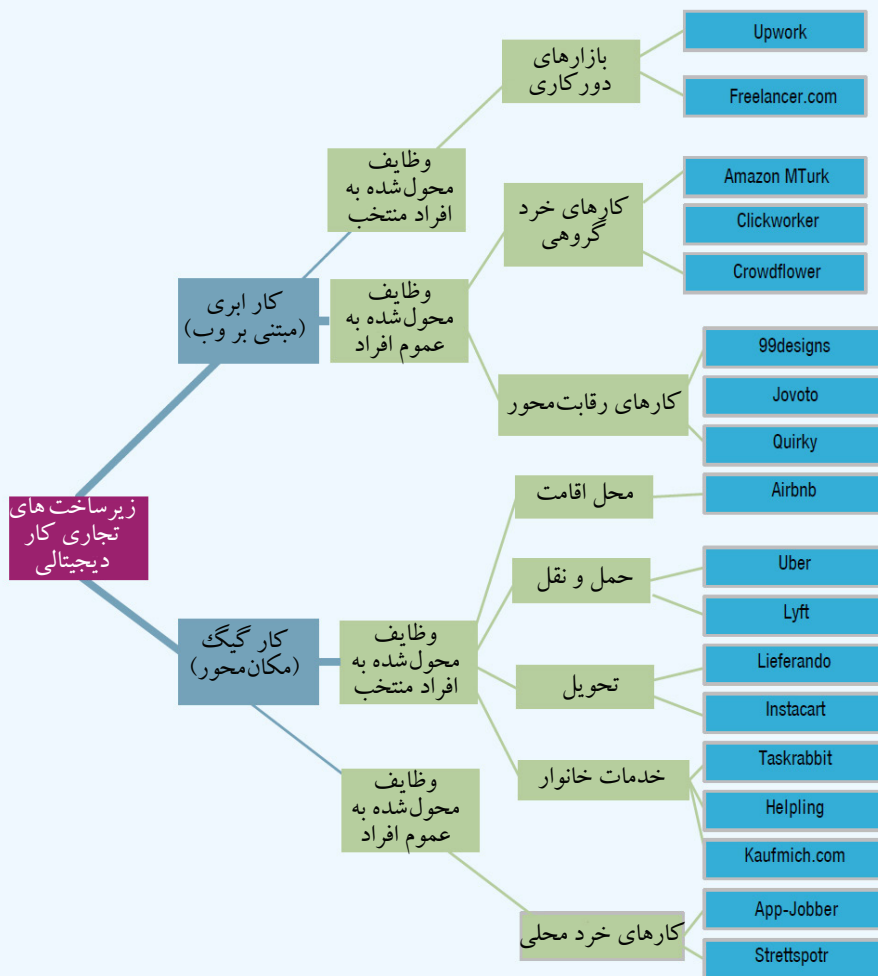 زیرساخت‌های
تجاری کار
دیجیتالی
کار ابری
(مبتنی بر وب)
وظایف
محول‌شده به
افراد منتخب
بازارهای
دورکاری
Upwork
Freelancer.com
وظایف
محول‌شده به
عموم افراد
کارهای خرد
گروهی
Amazon MTurk
Clickworker
Crowdflower
کارهای رقابت‌محور
99designs
Jovoto
Quirky
کار گیگ
(مکان‌محور)
وظایف
محول‌شده به
افراد منتخب
محل اقامت
Airbnb
حمل و نقل
Uber
Lyft
تحویل
Lieferando
Instacart
خدمات خانوار
Taskrabbit
Helpling
Kaufmich.com
وظایف
محول‌شده به
عموم افراد
کارهای خرد محلی
App-Jobber
Strettspotr